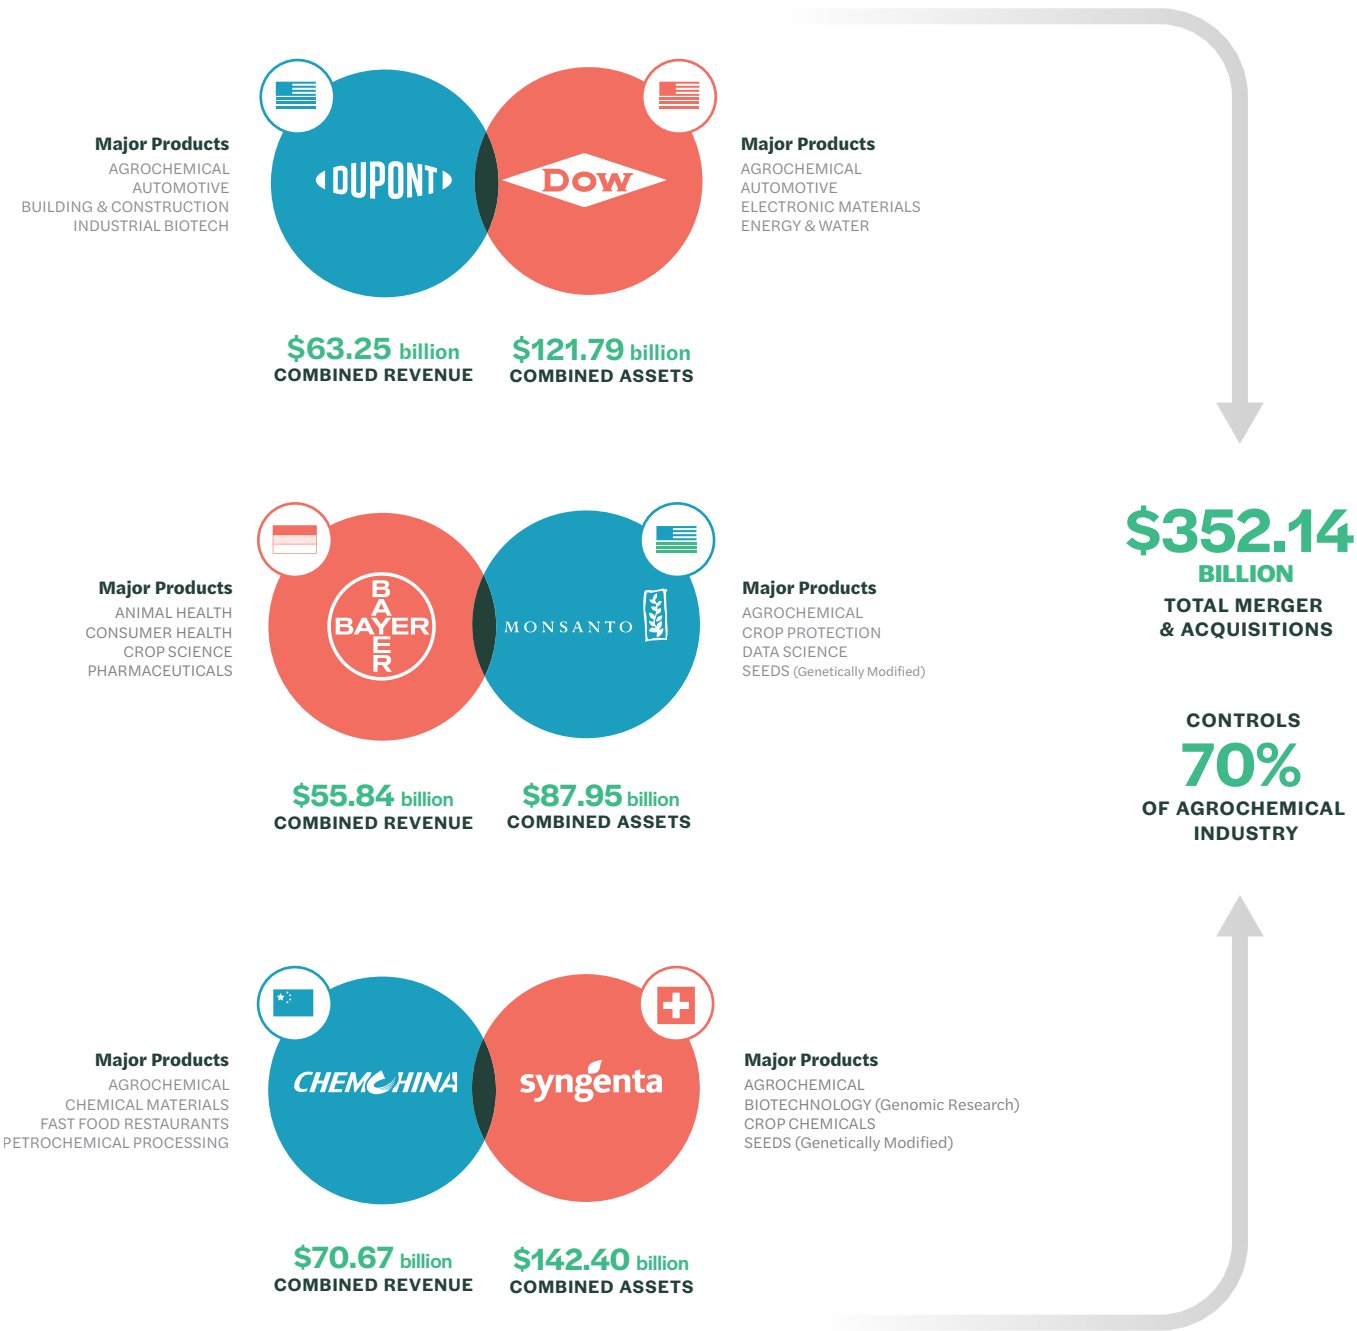 Major Products
AGROCHEMICAL
AUTOMOTIVE
BUILDING & CONSTRUCTION
INDUSTRIAL BIOTECH
DUPONT
DOW
Major Products
AGROCHEMICAL
AUTOMOTIVE
ELECTRONIC MATERIALS
ENERGY & WATER
$63.25 billion
COMBINED REVENUE
$121.79 billion
COMBINED ASSETS
Major Products
ANIMAL HEALTH
CONSUMER HEALTH
CROP SCIENCE
PHARMACEUTICALS
BAYER
BAYER
MONSANTO
Major Products
AGROCHEMICAL
CROP PROTECTION
DATA SCIENCE
SEEDS (Genetically Modified)
$55.84 billion
COMBINED REVENUE
$87.95 billion
COMBINED ASSETS
Major Products
AGROCHEMICAL
CHEMICAL MATERIALS
FAST FOOD RESTAURANTS
PETROCHEMICAL PROCESSING
CHEMCHINA
syngenta
Major Products
AGROCHEMICAL
BIOTECHNOLOGY (Genomic Research)
CROP CHEMICALS
SEEDS (Genetically Modified)
$70.67 billion
COMBINED REVENUE
$142.40 billion
COMBINED ASSETS
$352.14
BILLION
TOTAL MERGER
& ACQUISITIONS
CONTROLS
70%
OF AGROCHEMICAL
INDUSTRY